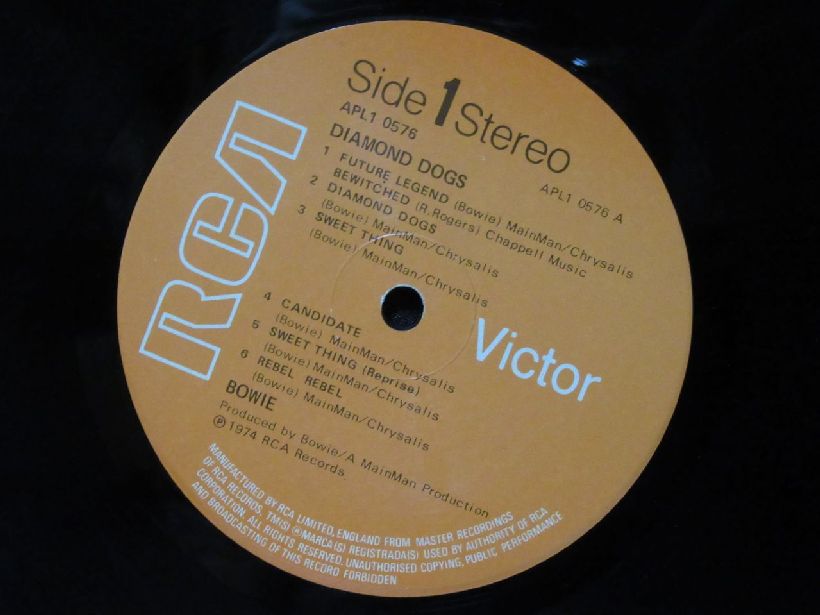 RCA
Side 1 Stereo
APL1 0576
APL1 0576 A
DIAMOND DOGS
1 FUTURE LEGEND (Bowie) MainMan/Chrysalis
BEWITCHED (R.Rogers) Chappell Music
2 DIAMOND DOGS
(Bowie) MainMan/Chrysalis
3 SWEET THING
(Bowie) MainMan/Chrysalis
Victor
4 CANDIDATE
(Bowie) MainMan/Chrysalis
5 SWEET THING (Reprise)
(Bowie) MainMan/Chrysalis
6 REBEL REBEL
(Bowie) MainMan/Chrysalis
BOWIE
Produced by Bowie/A MainMan Production
℗ 1974 RCA Records
MANUFACTURED BY RCA LIMITED, ENGLAND FROM MASTER RECORDINGS
OF RCA RECORDS, TM(S) ® MARCA(S) REGISTRADA(S) USED BY AUTHORITY OF RCA
CORPORATION. ALL RIGHTS RESERVED. UNAUTHORISED COPYING, PUBLIC PERFORMANCE
AND BROADCASTING OF THIS RECORD FORBIDDEN